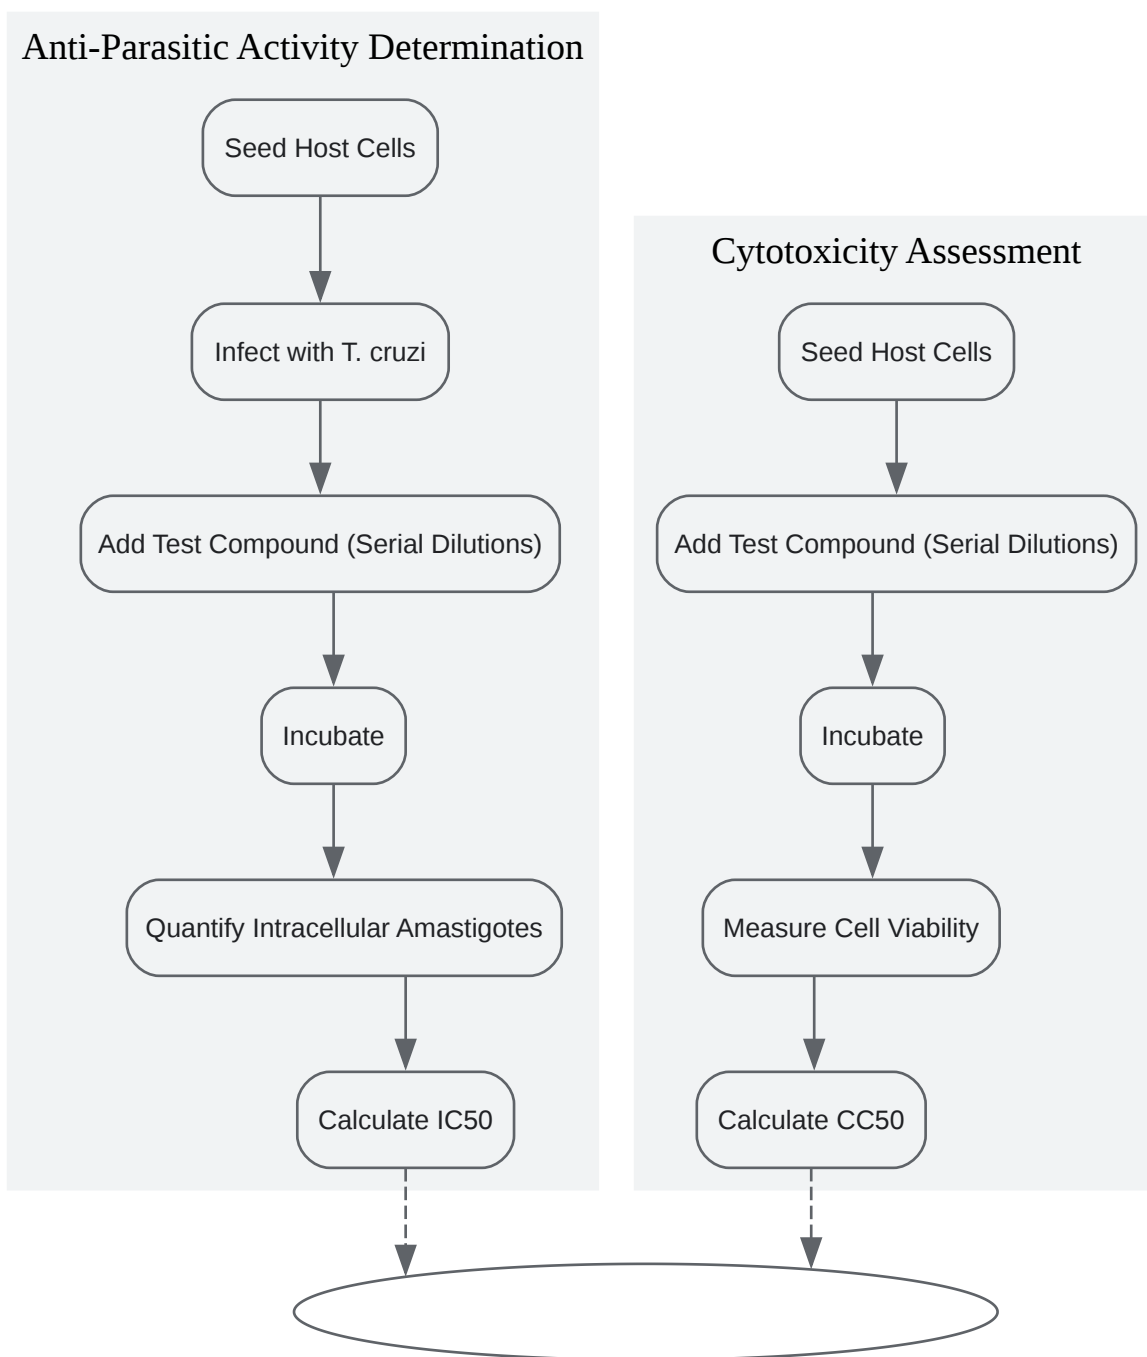 Anti-Parasitic Activity Determination
Seed Host Cells
Infect with T. cruzi
Add Test Compound (Serial Dilutions)
Incubate
Quantify Intracellular Amastigotes
Calculate IC50
Cytotoxicity Assessment
Seed Host Cells
Add Test Compound (Serial Dilutions)
Incubate
Measure Cell Viability
Calculate CC50